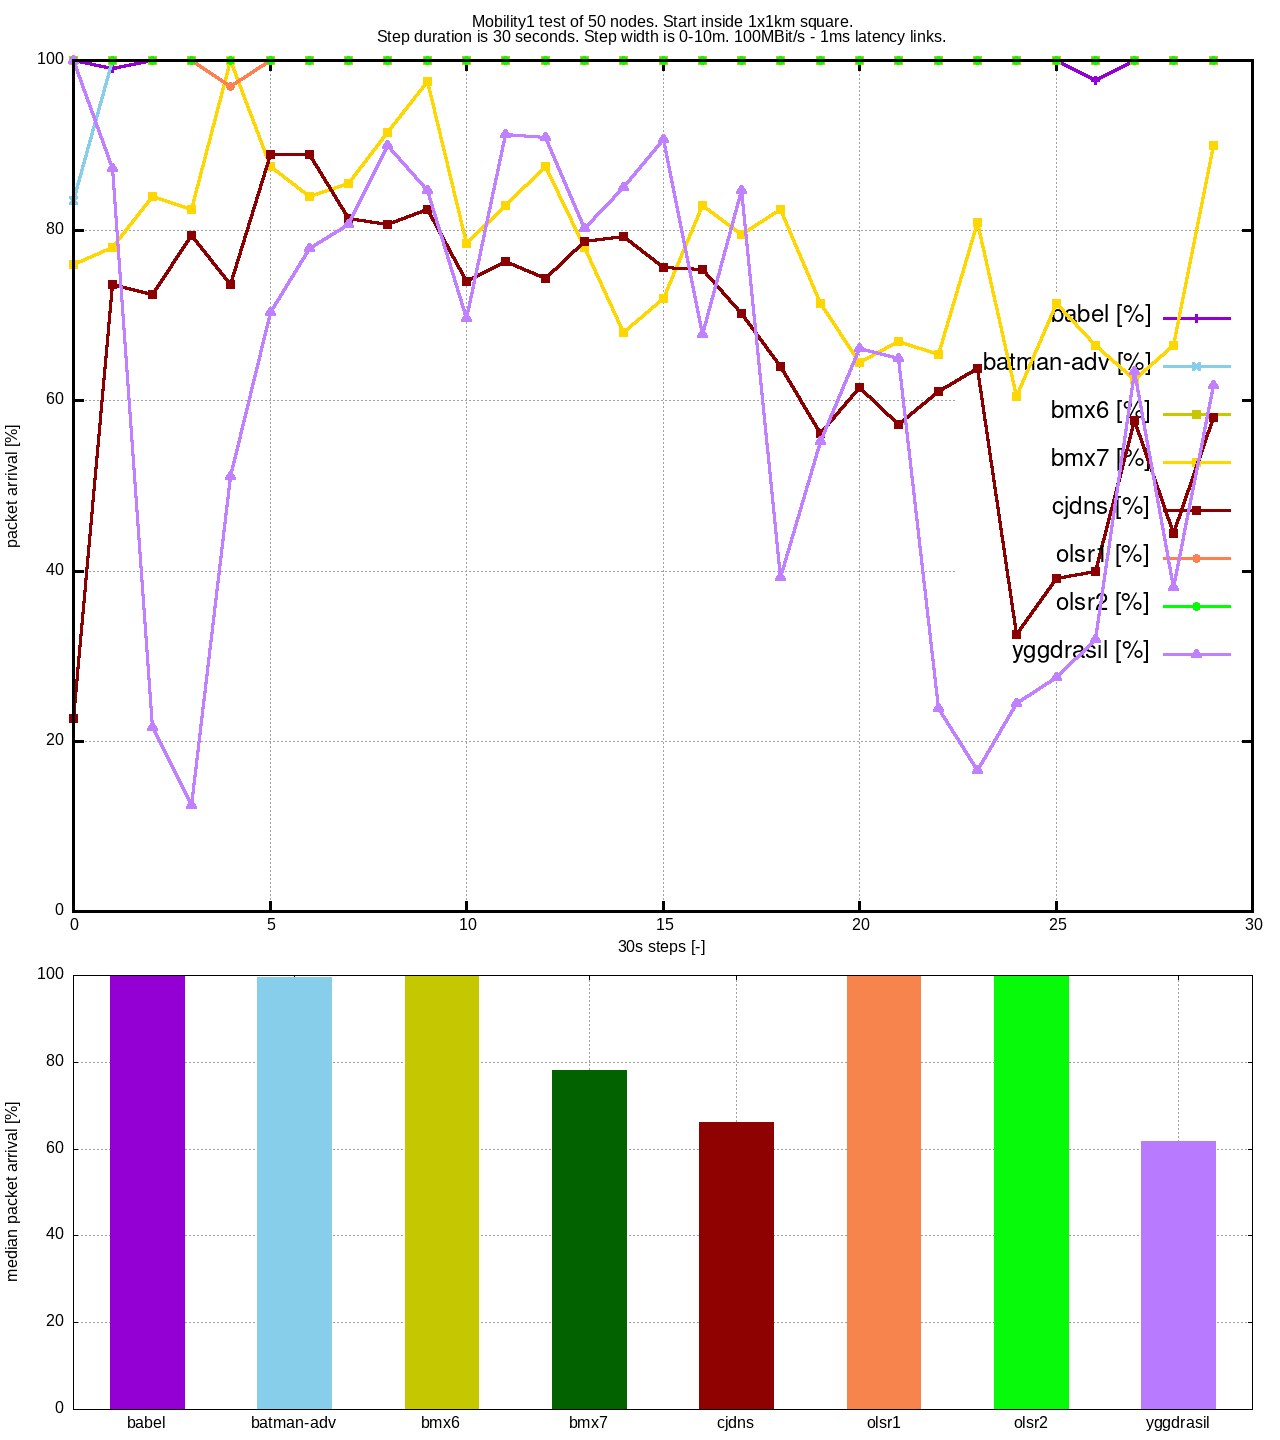 Mobility1 test of 50 nodes. Start inside 1x1km square.
Step duration is 30 seconds. Step width is 0-10m. 100MBit/s - 1ms latency links.
100
80
60
40
20
0
packet arrival [%]
babel [%]
batman-adv [%]
bmx6 [%]
bmx7 [%]
cjdns [%]
olsr1 [%]
olsr2 [%]
yggdrasil [%]
0 5 10 15 20 25 30
30s steps [-]
100
80
60
40
20
0
median packet arrival [%]
babel batman-adv bmx6 bmx7 cjdns olsr1 olsr2 yggdrasil